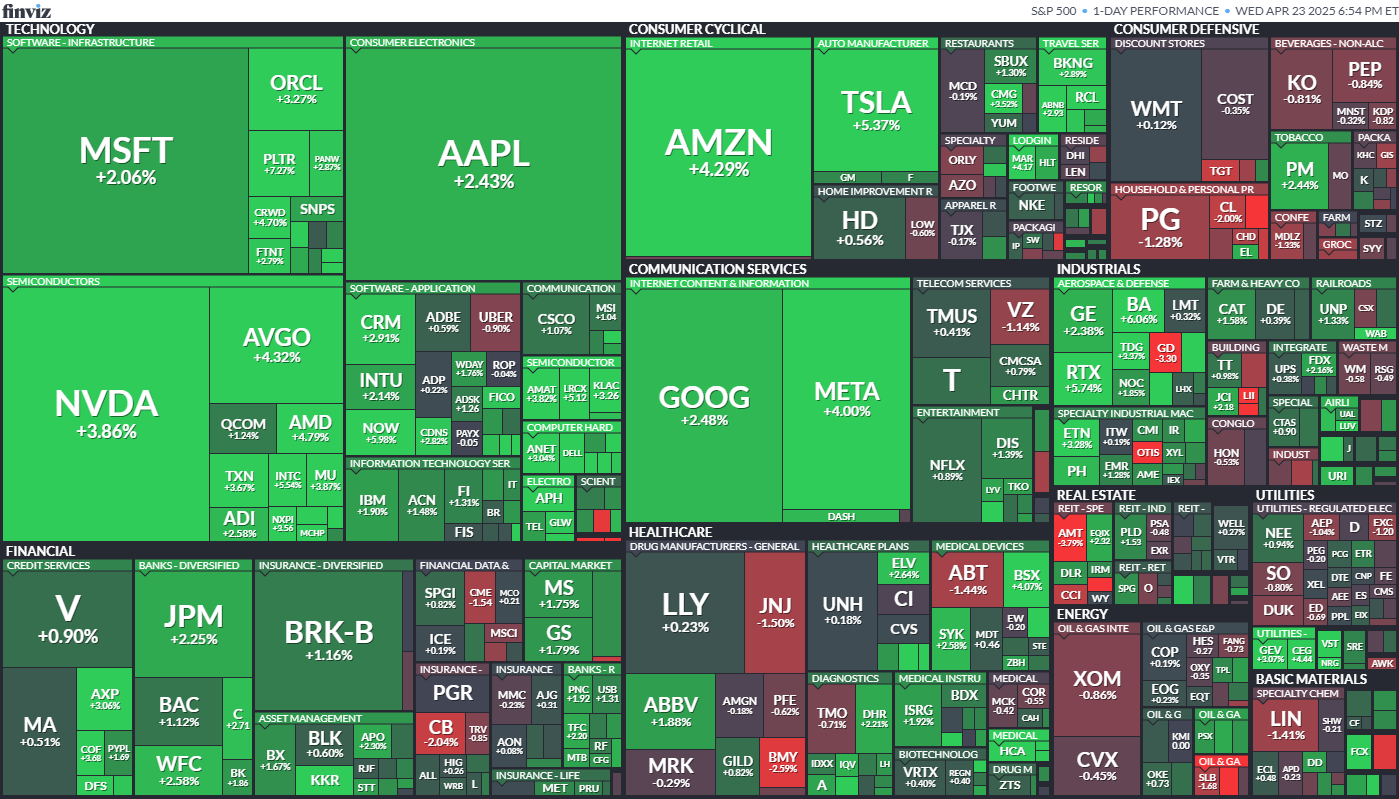 finviz
S&P 500 • 1-DAY PERFORMANCE • WED APR 23 2025 6:54 PM ET
TECHNOLOGY
SOFTWARE - INFRASTRUCTURE
MSFT
+2.06%
ORCL
+3.27%
PLTR
+7.27%
PANW
+2.87%
CRWD
+4.70%
SNPS
FTNT
+2.79%
CONSUMER ELECTRONICS
AAPL
+2.43%
SEMICONDUCTORS
NVDA
+3.86%
AVGO
+4.32%
QCOM
+1.24%
AMD
+4.79%
TXN
+3.67%
INTC
+5.54%
MU
+3.87%
ADI
+2.58%
NXPI
+3.56
MCHP
SOFTWARE - APPLICATION
CRM
+2.91%
ADBE
+0.59%
UBER
-0.90%
INTU
+2.14%
ADP
+0.22%
WDAY
+1.76%
ROP
-0.04%
ADSK
+1.26
FICO
NOW
+5.98%
CDNS
+2.82%
PAYX
-0.05
COMMUNICATION
CSCO
+1.07%
MSI
+1.04
SEMICONDUCTOR
AMAT
+3.82%
LRCX
+5.12
KLAC
+3.26
COMPUTER HARD
ANET
+3.04%
DELL
INFORMATION TECHNOLOGY SER
IBM
+1.90%
ACN
+1.48%
FI
+1.31%
IT
BR
FIS
ELECTRO
APH
TEL
GLW
SCIENT
CONSUMER CYCLICAL
INTERNET RETAIL
AMZN
+4.29%
AUTO MANUFACTURER
TSLA
+5.37%
GM
F
HOME IMPROVEMENT R
HD
+0.56%
LOW
-0.60%
RESTAURANTS
MCD
-0.19%
SBUX
+1.30%
CMG
+3.52%
YUM
TRAVEL SER
BKNG
+2.89%
ABNB
+2.93
RCL
SPECIALTY
ORLY
AZO
LODGIN
MAR
+4.17
HLT
RESIDE
DHI
LEN
APPAREL R
TJX
-0.17%
FOOTWE
NKE
RESOR
PACKAGI
IP
SW
CONSUMER DEFENSIVE
DISCOUNT STORES
WMT
+0.12%
COST
-0.35%
TGT
BEVERAGES - NON-ALC
KO
-0.81%
PEP
-0.84%
MNST
-0.32%
KDP
-0.82
TOBACCO
PM
+2.44%
MO
PACKA
KHC
GIS
K
HOUSEHOLD & PERSONAL PR
PG
-1.28%
CL
-2.00%
CHD
EL
CONFE
MDLZ
-1.33%
FARM
GROC
STZ
SYY
COMMUNICATION SERVICES
INTERNET CONTENT & INFORMATION
GOOG
+2.48%
META
+4.00%
DASH
TELECOM SERVICES
TMUS
+0.41%
VZ
-1.14%
T
CMCSA
+0.79%
CHTR
ENTERTAINMENT
NFLX
+0.89%
DIS
+1.39%
LYV
TKO
INDUSTRIALS
AEROSPACE & DEFENSE
GE
+2.38%
BA
+6.06%
LMT
+0.32%
RTX
+5.74%
TDG
+3.37%
GD
-3.30
NOC
+1.85%
LHX
FARM & HEAVY CO
CAT
+1.58%
DE
+0.39%
RAILROADS
UNP
+1.33%
CSX
WAB
BUILDING
TT
+0.98%
JCI
+2.18
LII
INTEGRATE
UPS
+0.38%
FDX
+2.16%
WASTE M
WM
-0.58
RSG
-0.49
SPECIALTY INDUSTRIAL MAC
ETN
+3.28%
ITW
+0.19%
CMI
IR
OTIS
XYL
PH
EMR
+1.28%
AME
IEX
CONGLO
HON
-0.53%
SPECIAL
CTAS
+0.90
AIRLI
UAL
LUV
INDUST
J
URI
FINANCIAL
CREDIT SERVICES
V
+0.90%
MA
+0.51%
AXP
+3.06%
COF
+3.68
PYPL
+1.69
DFS
BANKS - DIVERSIFIED
JPM
+2.25%
BAC
+1.12%
C
+2.71
WFC
+2.58%
BK
+1.86
INSURANCE - DIVERSIFIED
BRK-B
+1.16%
ASSET MANAGEMENT
BX
+1.67%
BLK
+0.60%
APO
+2.30%
KKR
RJF
STT
FINANCIAL DATA &
SPGI
+0.82%
CME
-1.54
MCO
+0.21
ICE
+0.19%
MSCI
CAPITAL MARKET
MS
+1.75%
GS
+1.79%
INSURANCE -
PGR
CB
-2.04%
TRV
-0.85
ALL
HIG
+0.26
WRB
L
INSURANCE
MMC
-0.23%
AJG
+0.31
AON
+0.08%
BANKS - R
PNC
+1.92
USB
+1.31
TFC
+2.20
RF
MTB
CFG
INSURANCE - LIFE
MET
PRU
HEALTHCARE
DRUG MANUFACTURERS - GENERAL
LLY
+0.23%
JNJ
-1.50%
ABBV
+1.88%
AMGN
-0.18%
PFE
-0.62%
MRK
-0.29%
GILD
+0.82%
BMY
-2.59%
HEALTHCARE PLANS
UNH
+0.18%
ELV
+2.64%
CI
CVS
MEDICAL DEVICES
ABT
-1.44%
BSX
+4.07%
SYK
+2.58%
MDT
+0.46
EW
-0.20
STE
ZBH
DIAGNOSTICS
TMO
-0.71%
DHR
+2.21%
IDXX
IQV
LH
A
MEDICAL INSTRU
ISRG
+1.92%
BDX
MEDICAL
MCK
-0.42
COR
-0.55
CAH
MEDICAL
HCA
BIOTECHNOLOG
VRTX
+0.40%
REGN
+0.40
DRUG M
ZTS
REAL ESTATE
REIT - SPE
AMT
-3.79%
EQIX
+2.32
DLR
IRM
CCI
WY
REIT - IND
PLD
+1.53
PSA
-0.48
EXR
REIT -
WELL
+0.27%
VTR
REIT - RET
SPG
O
ENERGY
OIL & GAS INTE
XOM
-0.86%
CVX
-0.45%
OIL & GAS E&P
COP
+0.19%
HES
-0.27
FANG
-0.73
EOG
+0.23%
OXY
-0.35
TPL
EQT
OIL & G
KMI
0.00
OKE
+0.73
OIL & GA
PSX
OIL & GA
SLB
-1.68
UTILITIES
UTILITIES - REGULATED ELEC
NEE
+0.94%
AEP
-1.04%
D
EXC
-1.20
SO
-0.80%
PEG
-0.20
PCG
ETR
XEL
DTE
CNP
FE
DUK
ED
-0.69
AEE
ES
CMS
PPL
EIX
UTILITIES -
GEV
+3.07%
CEG
+4.44
VST
NRG
SRE
AWK
BASIC MATERIALS
SPECIALTY CHEM
LIN
-1.41%
SHW
-0.21
ECL
+0.48
APD
-0.23
DD
CF
FCX